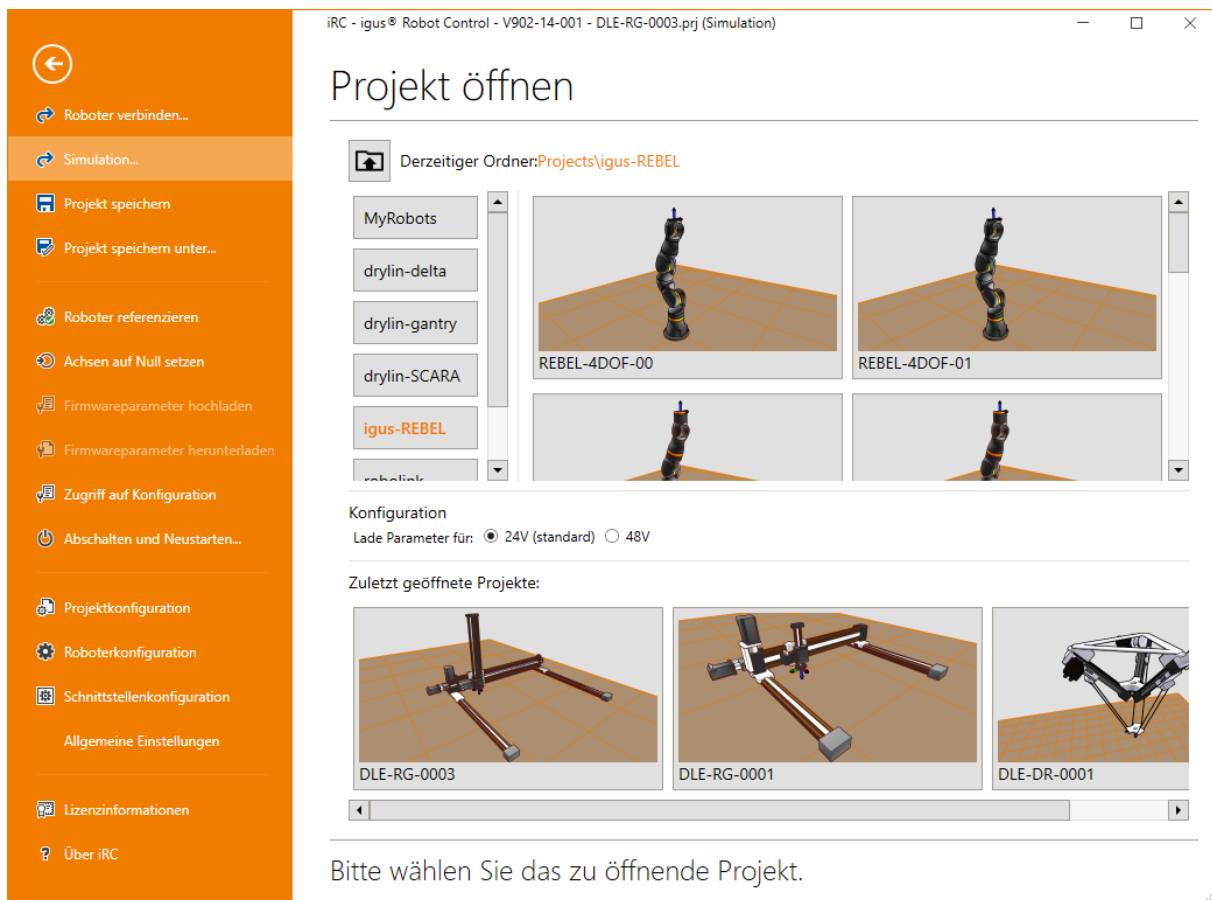 iRC - igus® Robot Control - V902-14-001 - DLE-RG-0003.prj (Simulation)
Roboter verbinden...
Simulation...
Projekt speichern
Projekt speichern unter...
Roboter referenzieren
Achsen auf Null setzen
Firmwareparameter hochladen
Firmwareparameter herunterladen
Zugriff auf Konfiguration
Abschalten und Neustarten...
Projektkonfiguration
Roboterkonfiguration
Schnittstellenkonfiguration
Allgemeine Einstellungen
Lizenzinformationen
Über iRC
Projekt öffnen
Derzeitiger Ordner:Projects\igus-REBEL
MyRobots
drylin-delta
drylin-gantry
drylin-SCARA
igus-REBEL
robolink
REBEL-4DOF-00
REBEL-4DOF-01
Konfiguration
Lade Parameter für: 24V (standard) 48V
Zuletzt geöffnete Projekte:
DLE-RG-0003
DLE-RG-0001
DLE-DR-0001
Bitte wählen Sie das zu öffnende Projekt.